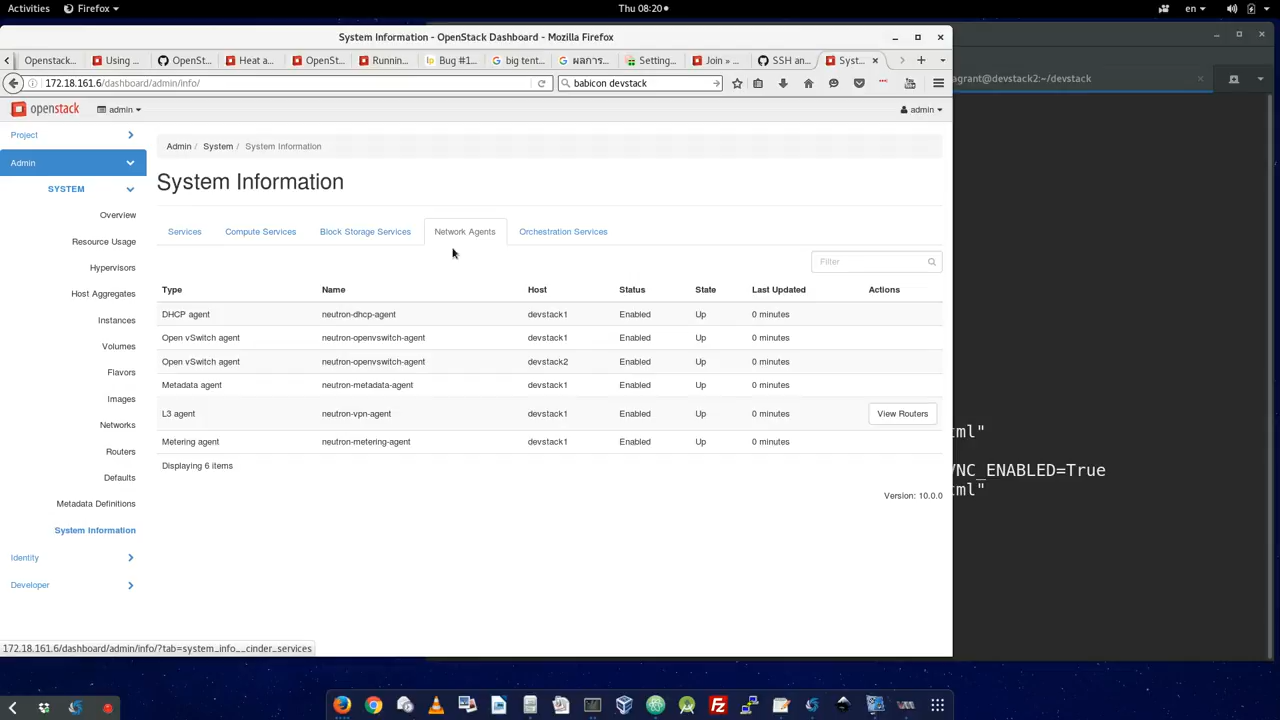 Activities Firefox Thu 08:20 en
System Information - OpenStack Dashboard - Mozilla Firefox
Openstack... Using ... OpenSt... Heat a... OpenSt... Runnin... Bug #1... big tent... ผลการ... Setting... Join » ... SSH an... Syst...
172.18.161.6/dashboard/admin/info/ babicon devstack
agrant@devstack2:~/devstack
openstack admin admin
Project
Admin
SYSTEM
Overview
Resource Usage
Hypervisors
Host Aggregates
Instances
Volumes
Flavors
Images
Networks
Routers
Defaults
Metadata Definitions
System Information
Identity
Developer
Admin / System / System Information
System Information
Services Compute Services Block Storage Services Network Agents Orchestration Services
Filter
Type Name Host Status State Last Updated Actions
DHCP agent neutron-dhcp-agent devstack1 Enabled Up 0 minutes
Open vSwitch agent neutron-openvswitch-agent devstack1 Enabled Up 0 minutes
Open vSwitch agent neutron-openvswitch-agent devstack2 Enabled Up 0 minutes
Metadata agent neutron-metadata-agent devstack1 Enabled Up 0 minutes
L3 agent neutron-vpn-agent devstack1 Enabled Up 0 minutes View Routers
Metering agent neutron-metering-agent devstack1 Enabled Up 0 minutes
Displaying 6 items
Version: 10.0.0
ml"
VNC_ENABLED=True
ml"
172.18.161.6/dashboard/admin/info/?tab=system_info__cinder_services